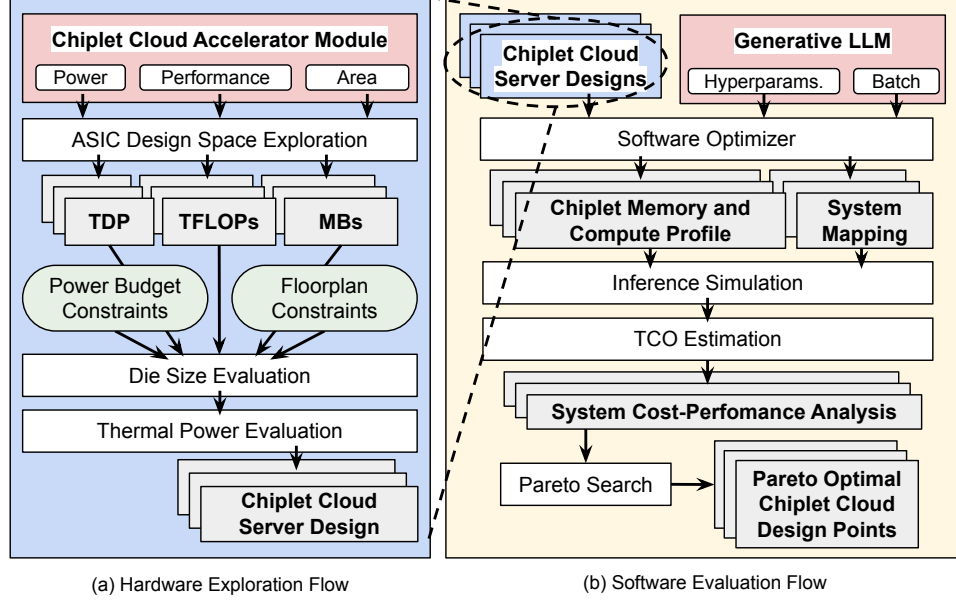 Chiplet Cloud Accelerator Module
Power
Performance
Area
ASIC Design Space Exploration
TDP
TFLOPs
MBs
Power Budget
Constraints
Floorplan
Constraints
Die Size Evaluation
Thermal Power Evaluation
Chiplet Cloud
Server Design
(a) Hardware Exploration Flow
Chiplet Cloud
Server Designs
Generative LLM
Hyperparams.
Batch
Software Optimizer
Chiplet Memory and
Compute Profile
System
Mapping
Inference Simulation
TCO Estimation
System Cost-Perfomance Analysis
Pareto Search
Pareto Optimal
Chiplet Cloud
Design Points
(b) Software Evaluation Flow